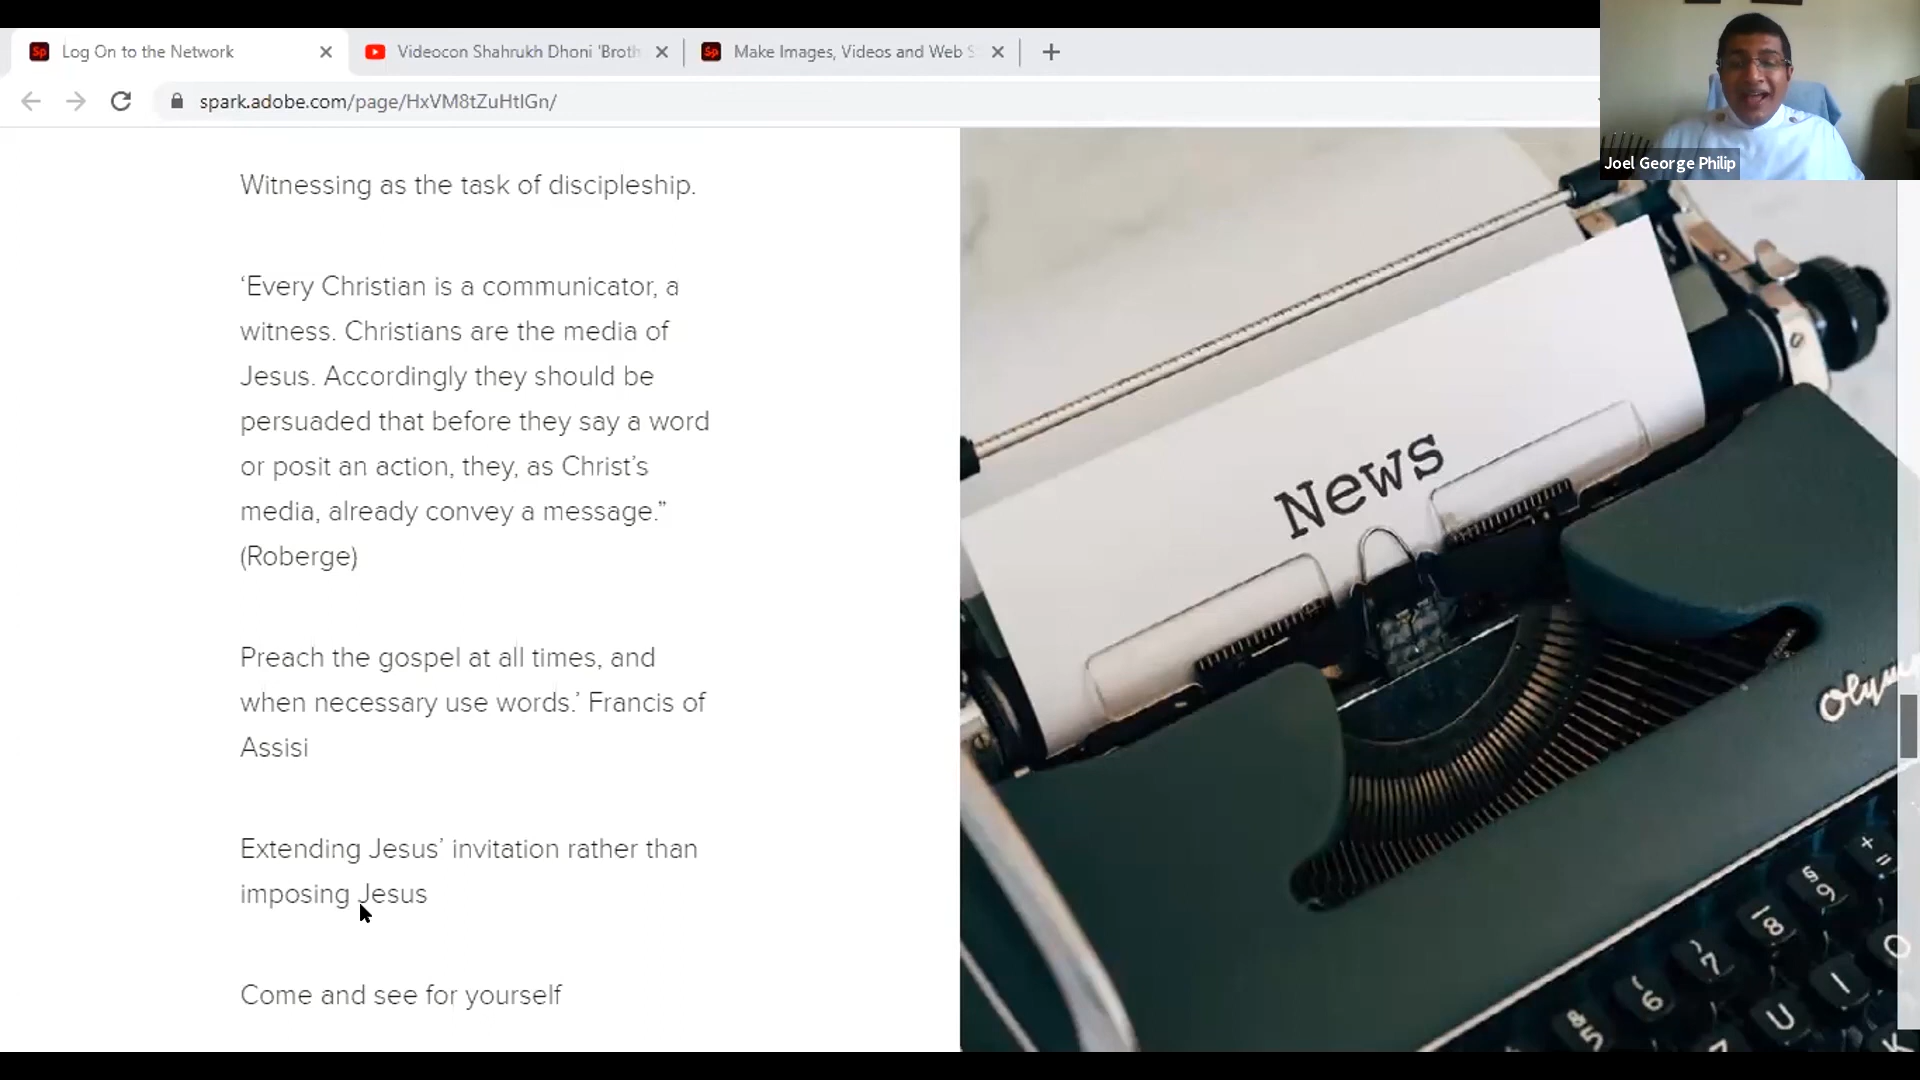 Log On to the Network
Videocon Shahrukh Dhoni 'Broth
Make Images, Videos and Web S
spark.adobe.com/page/HxVM8tZuHtIGn/
Joel George Philip
Witnessing as the task of discipleship.
‘Every Christian is a communicator, a
witness. Christians are the media of
Jesus. Accordingly they should be
persuaded that before they say a word
or posit an action, they, as Christ’s
media, already convey a message.”
(Roberge)
Preach the gospel at all times, and
when necessary use words.’ Francis of
Assisi
Extending Jesus’ invitation rather than
imposing Jesus
Come and see for yourself
News